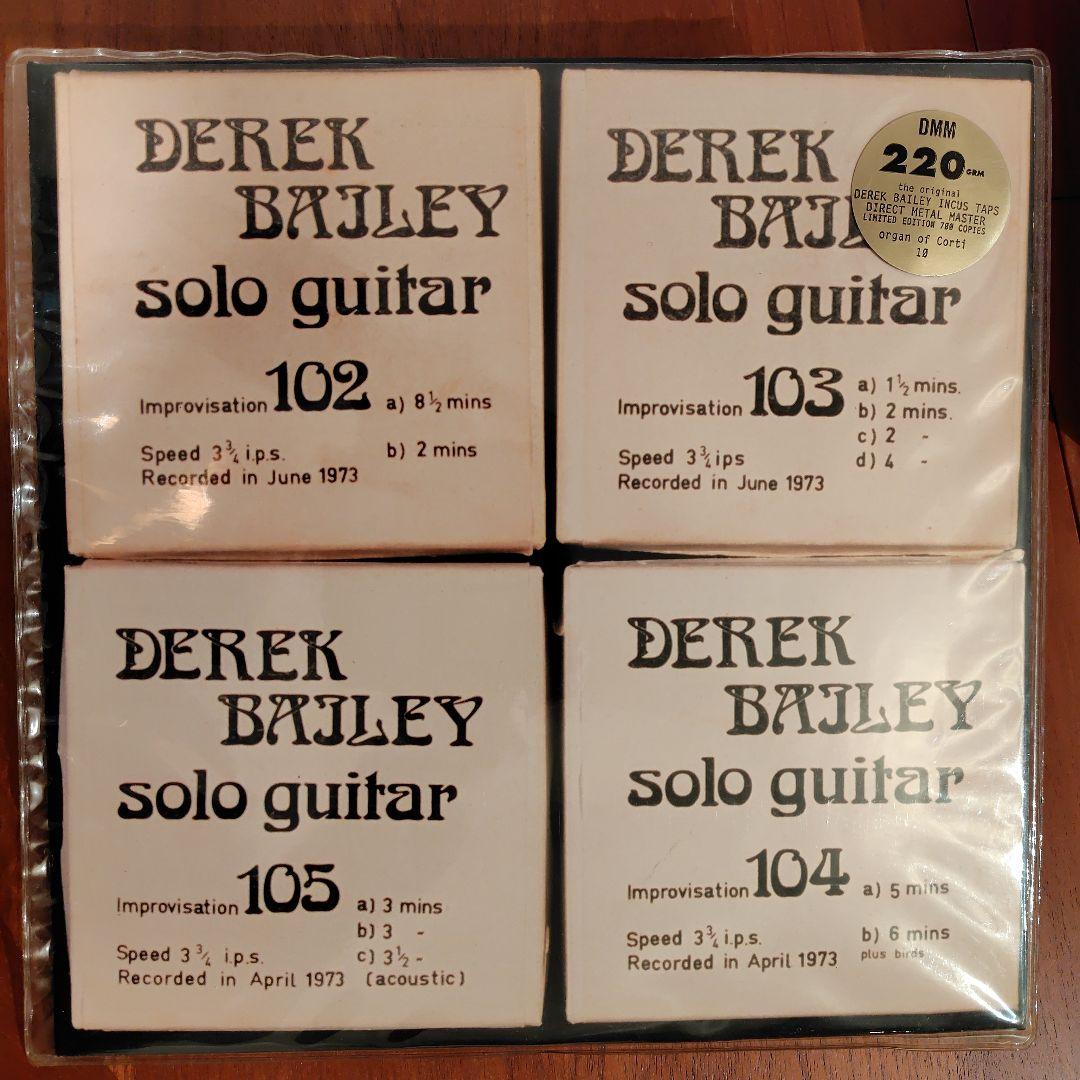 DEREK
BAILEY
solo guitar
Improvisation 102 a) 8½ mins
Speed 3¾ i.p.s. b) 2 mins
Recorded in June 1973
DEREK
solo guitar
Improvisation 103 a) 1½ mins.
b) 2 mins.
c) 2 -
Speed 3¾ ips d) 4 -
Recorded in June 1973
DMM
220 GRM
the original
DEREK BAILEY INCUS TAPS
DIRECT METAL MASTER
LIMITED EDITION 700 COPIES
organ of Corti
10
DEREK
BAILEY
solo guitar
Improvisation 105 a) 3 mins
b) 3 -
Speed 3¾ i.p.s. c) 3½ -
Recorded in April 1973 (acoustic)
DEREK
BAILEY
solo guitar
Improvisation 104 a) 5 mins
Speed 3¾ i.p.s. b) 6 mins
Recorded in April 1973 plus birds